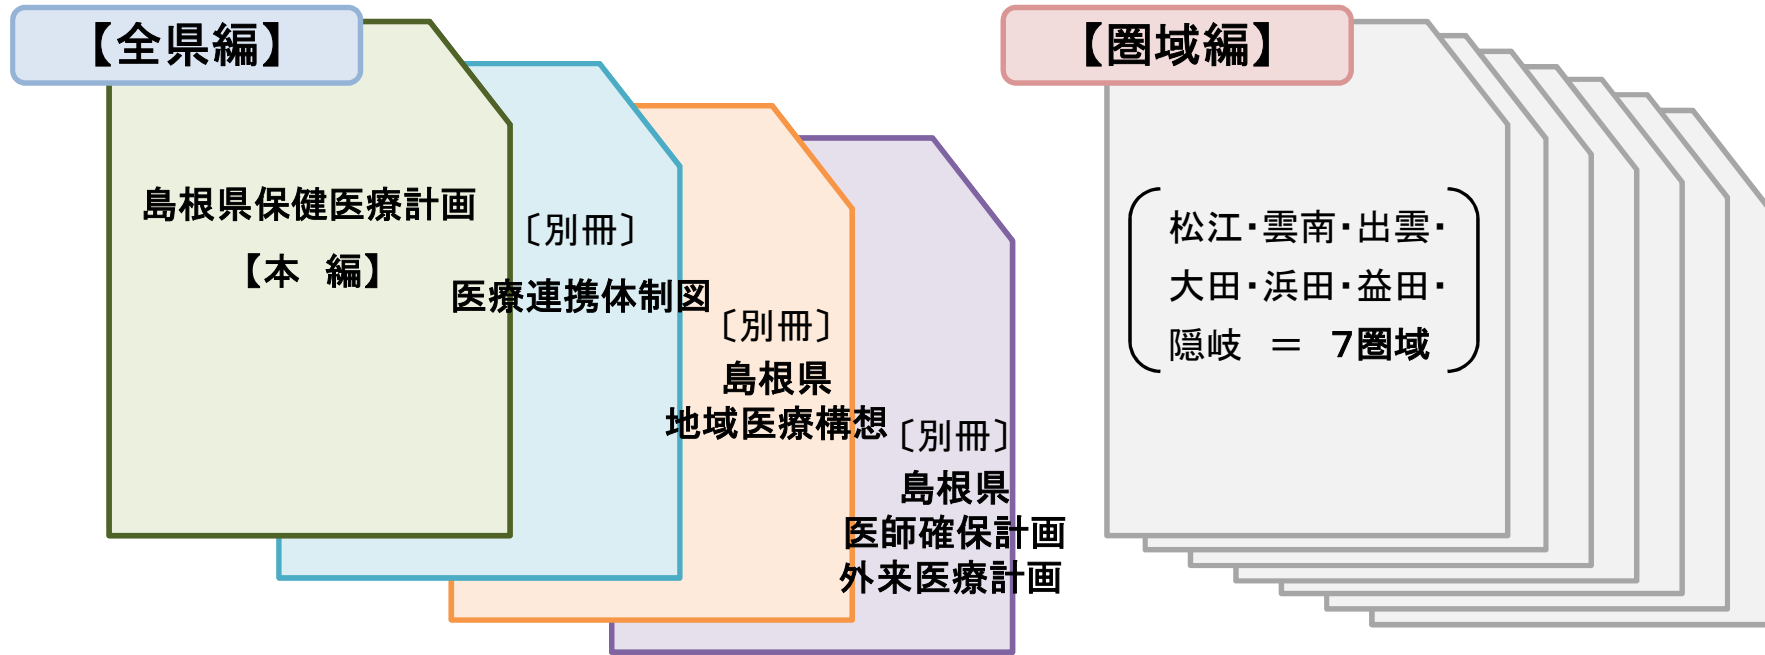 【全県編】
島根県保健医療計画
【本　編】
〔別冊〕
医療連携体制図
〔別冊〕
島根県
地域医療構想
〔別冊〕
島根県
医師確保計画
外来医療計画
【圏域編】
松江・雲南・出雲・
大田・浜田・益田・
隠岐　＝　7圏域